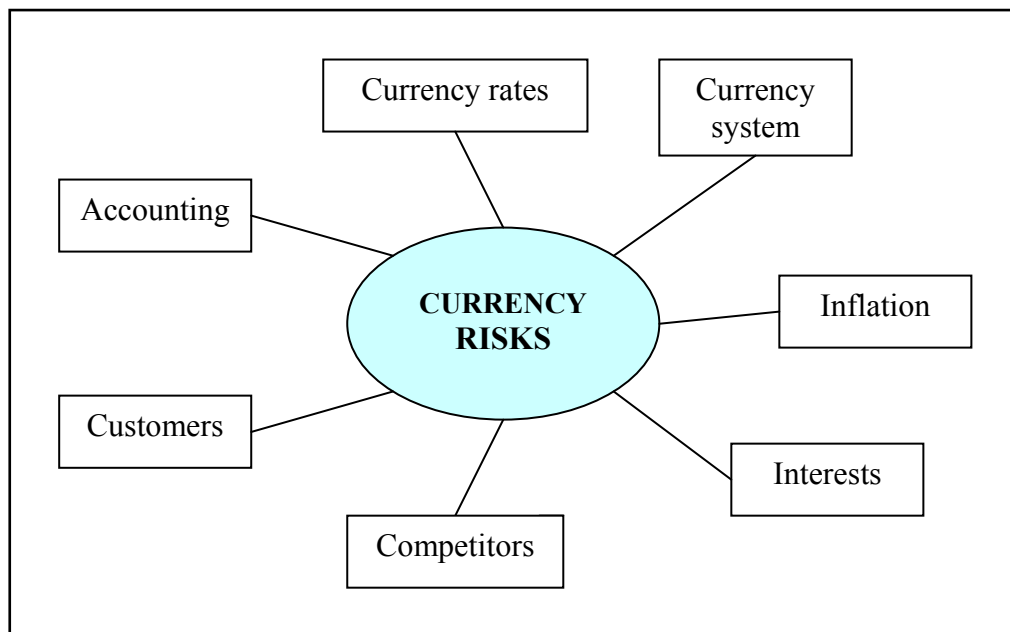 Currency rates
Currency
system
Accounting
CURRENCY
RISKS
Inflation
Customers
Interests
Competitors